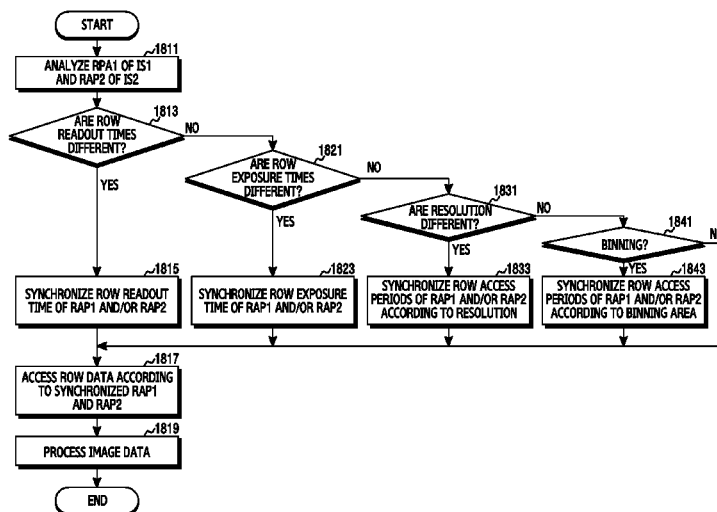 START
1811
ANALYZE RPA1 OF IS1
AND RAP2 OF IS2
1813
ARE ROW
READOUT TIMES
DIFFERENT?
NO
YES
1821
ARE ROW
EXPOSURE TIMES
DIFFERENT?
NO
YES
1831
ARE RESOLUTION
DIFFERENT?
NO
YES
1841
BINNING?
YES
1815
SYNCHRONIZE ROW READOUT
TIME OF RAP1 AND/OR RAP2
1823
SYNCHRONIZE ROW EXPOSURE
TIME OF RAP1 AND/OR RAP2
1833
SYNCHRONIZE ROW ACCESS
PERIODS OF RAP1 AND/OR RAP2
ACCORDING TO RESOLUTION
1843
SYNCHRONIZE ROW ACCESS
PERIODS OF RAP1 AND/OR RAP2
ACCORDING TO BINNING AREA
1817
ACCESS ROW DATA ACCORDING
TO SYNCHRONIZED RAP1
AND RAP2
1819
PROCESS IMAGE DATA
END